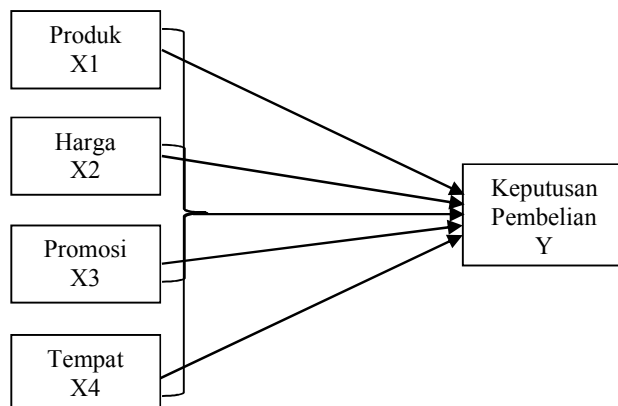 Produk
X1
Harga
X2
Promosi
X3
Tempat
X4
Keputusan
Pembelian
Y